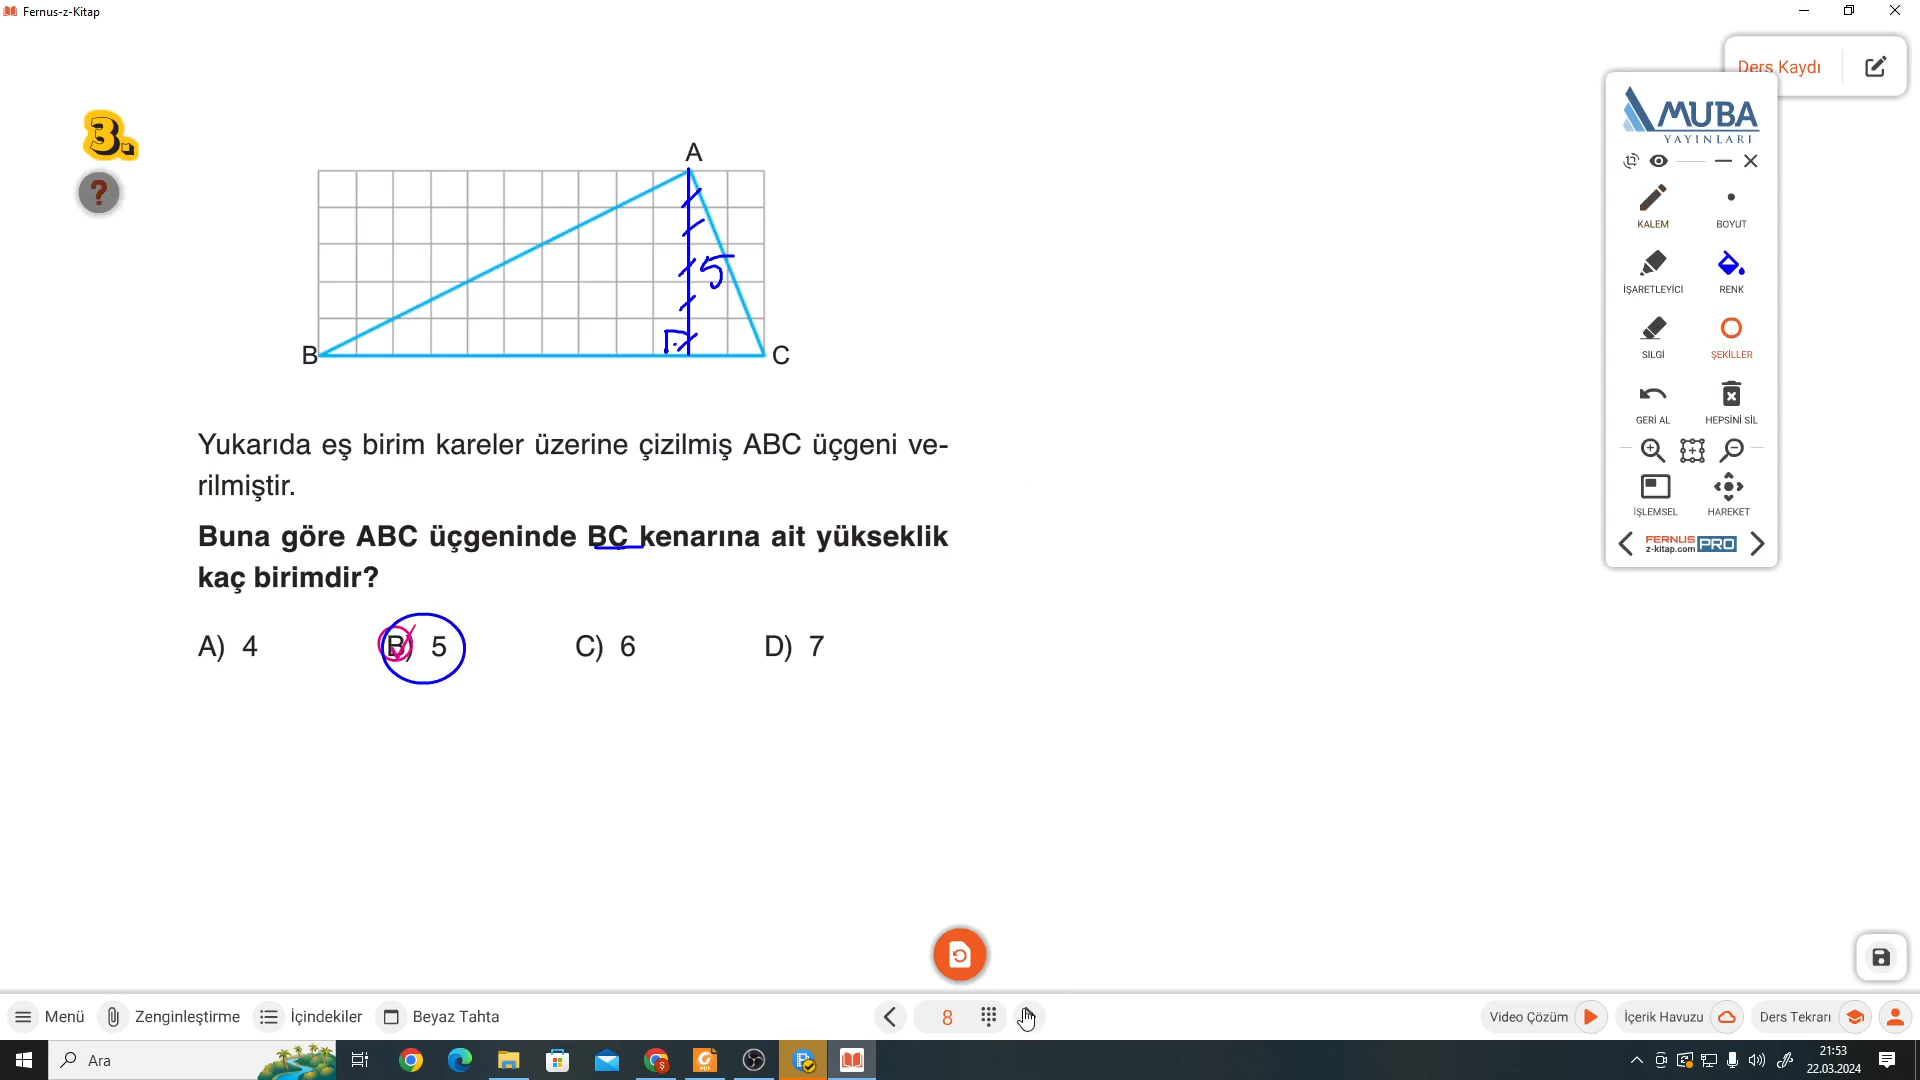 Fernus-z-Kitap
Ders Kaydı
MUBA
YAYINLARI
KALEM
BOYUT
İŞARETLEYİCİ
RENK
SİLGİ
ŞEKİLLER
GERİ AL
HEPSİNİ SİL
İŞLEMSEL
HAREKET
FERNUS
z-kitap.com PRO
3.
?
A
5
B
C
Yukarıda eş birim kareler üzerine çizilmiş ABC üçgeni ve-
rilmiştir.
Buna göre ABC üçgeninde BC kenarına ait yükseklik
kaç birimdir?
A) 4 B) 5 C) 6 D) 7
Menü Zenginleştirme İçindekiler Beyaz Tahta 8 Video Çözüm İçerik Havuzu Ders Tekrarı
Ara
21:53
22.03.2024